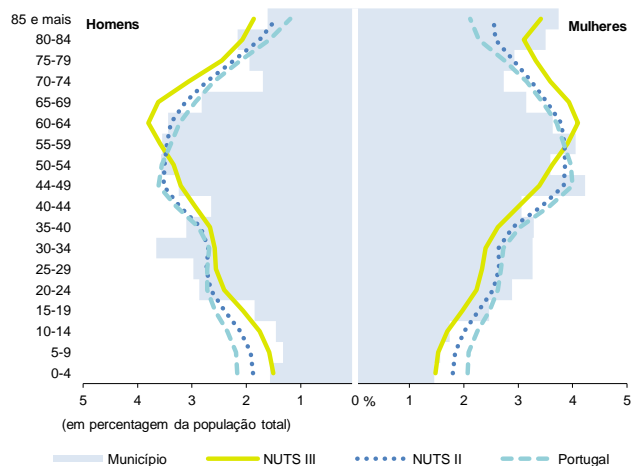 85 e mais
Homens
Mulheres
80-84
75-79
70-74
65-69
60-64
55-59
50-54
44-49
40-44
35-40
30-34
25-29
20-24
15-19
10-14
5-9
0-4
5 4 3 2 1 0 % 1 2 3 4 5
(em percentagem da população total)
Município NUTS III NUTS II Portugal